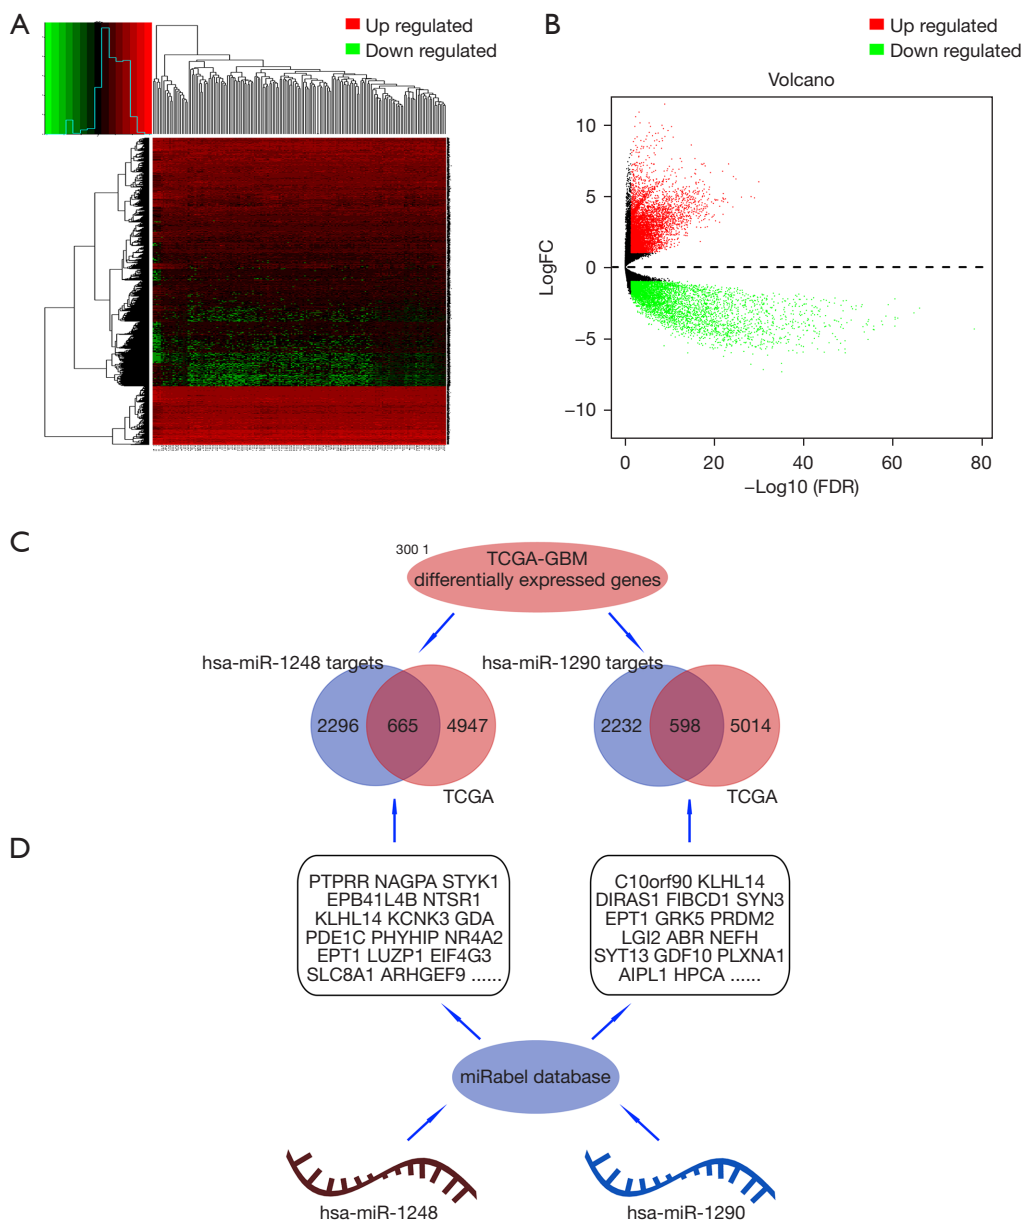 A
Up regulated
Down regulated
B
Up regulated
Down regulated
Volcano
10
5
0
−5
−10
LogFC
0 20 40 60 80
−Log10 (FDR)
C
300 1
TCGA-GBM
differentially expressed genes
hsa-miR-1248 targets
2296 665 4947
TCGA
hsa-miR-1290 targets
2232 598 5014
TCGA
D
PTPRR NAGPA STYK1
EPB41L4B NTSR1
KLHL14 KCNK3 GDA
PDE1C PHYHIP NR4A2
EPT1 LUZP1 EIF4G3
SLC8A1 ARHGEF9 ......
C10orf90 KLHL14
DIRAS1 FIBCD1 SYN3
EPT1 GRK5 PRDM2
LGI2 ABR NEFH
SYT13 GDF10 PLXNA1
AIPL1 HPCA ......
miRabel database
hsa-miR-1248
hsa-miR-1290